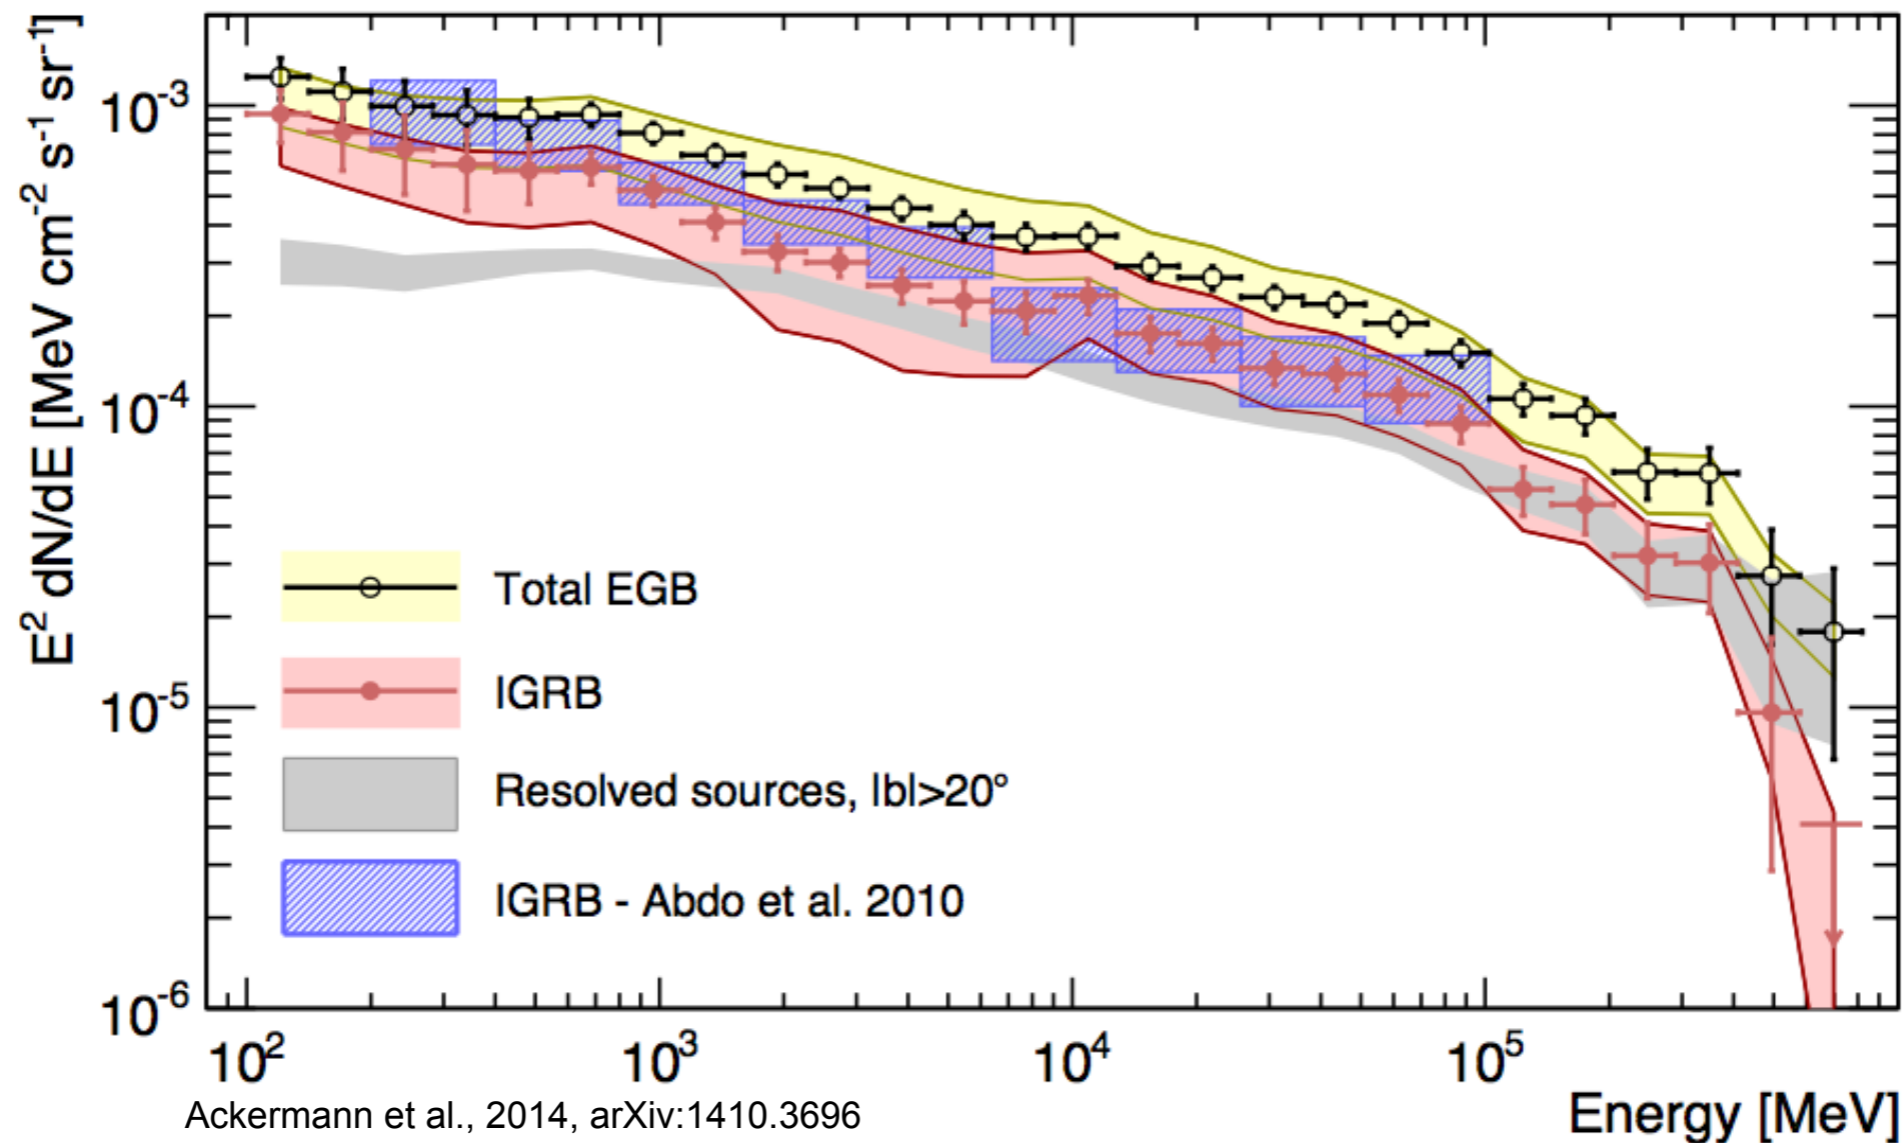 E² dN/dE [MeV cm⁻² s⁻¹ sr⁻¹]
10⁻³
10⁻⁴
10⁻⁵
10⁻⁶
Total EGB
IGRB
Resolved sources, |b|>20°
IGRB - Abdo et al. 2010
10² 10³ 10⁴ 10⁵
Energy [MeV]
Ackermann et al., 2014, arXiv:1410.3696